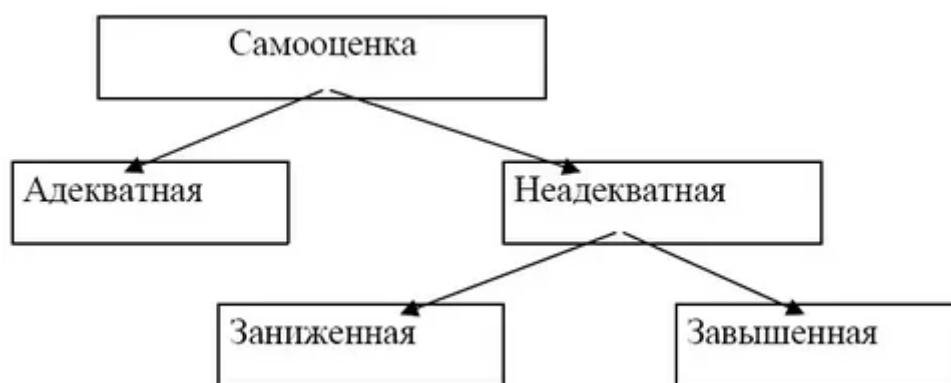 Самооценка
Адекватная
Неадекватная
Заниженная
Завышенная